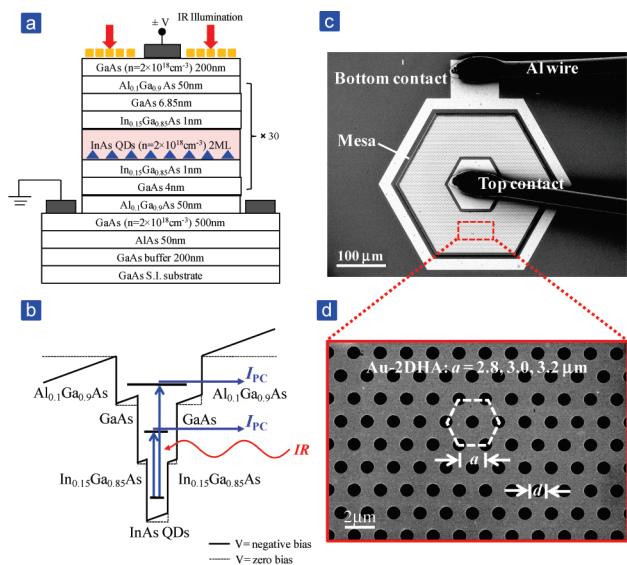 a
IR Illumination
± V
GaAs (n=2×10¹⁸cm⁻³) 200nm
Al₀.₁Ga₀.₉ As 50nm
GaAs 6.85nm
In₀.₁₅Ga₀.₈₅As 1nm
InAs QDs (n=2×10¹⁸cm⁻³) 2ML
In₀.₁₅Ga₀.₈₅As 1nm
GaAs 4nm
Al₀.₁Ga₀.₉As 50nm
GaAs (n=2×10¹⁸cm⁻³) 500nm
AlAs 50nm
GaAs buffer 200nm
GaAs S.I. substrate
× 30
b
I_PC
Al₀.₁Ga₀.₉As
Al₀.₁Ga₀.₉As
GaAs
GaAs
I_PC
IR
In₀.₁₅Ga₀.₈₅As
In₀.₁₅Ga₀.₈₅As
InAs QDs
V= negative bias
V= zero bias
c
Bottom contact
Al wire
Mesa
Top contact
100 μm
d
Au-2DHA: a = 2.8, 3.0, 3.2 μm
a
d
2μm